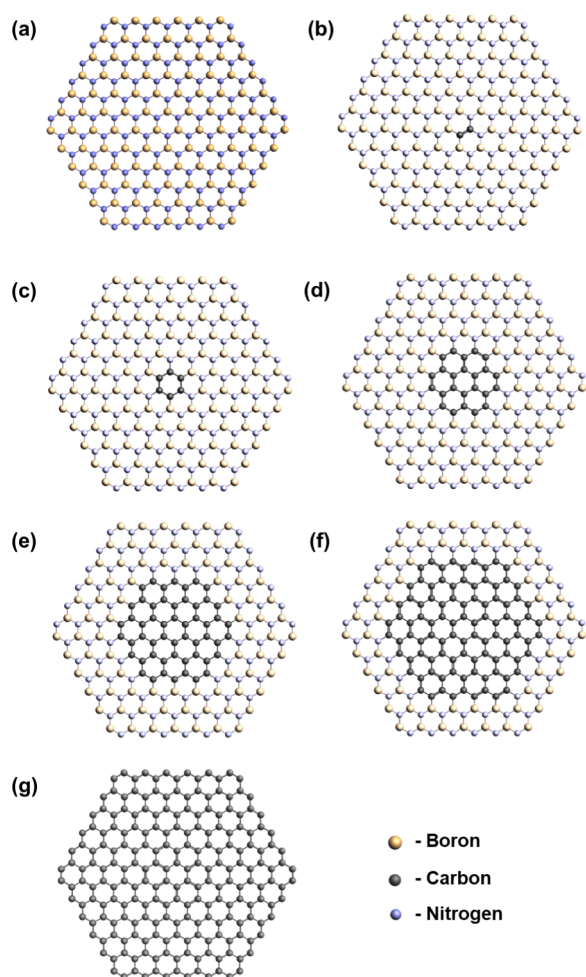 (a)
(b)
(c)
(d)
(e)
(f)
(g)
- Boron
- Carbon
- Nitrogen